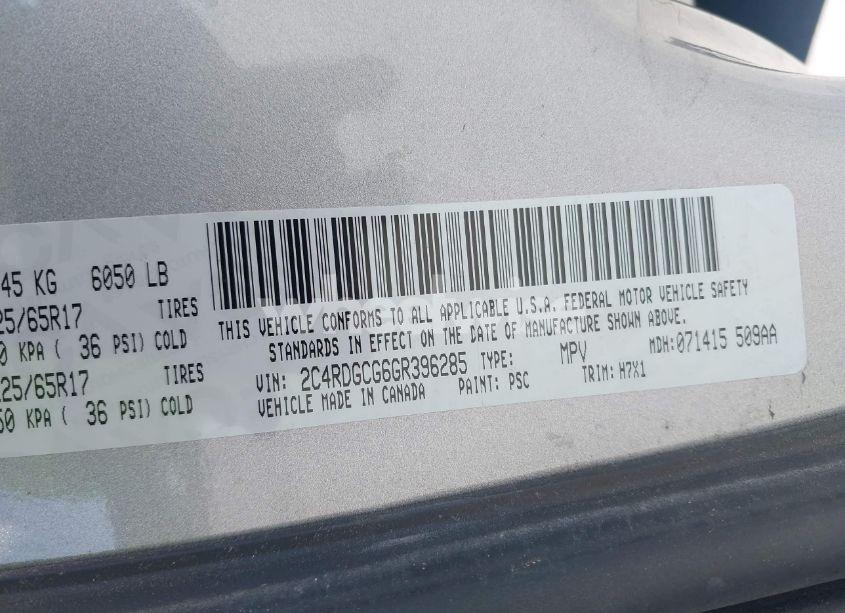 45 KG 6050 LB
25/65R17 TIRES
0 KPA ( 36 PSI) COLD
25/65R17 TIRES
50 KPA ( 36 PSI) COLD
THIS VEHICLE CONFORMS TO ALL APPLICABLE U.S.A. FEDERAL MOTOR VEHICLE SAFETY
STANDARDS IN EFFECT ON THE DATE OF MANUFACTURE SHOWN ABOVE.
VIN: 2C4RDGCG6GR396285 TYPE: MPV MDH:071415 509AA
VEHICLE MADE IN CANADA PAINT: PSC TRIM: H7X1